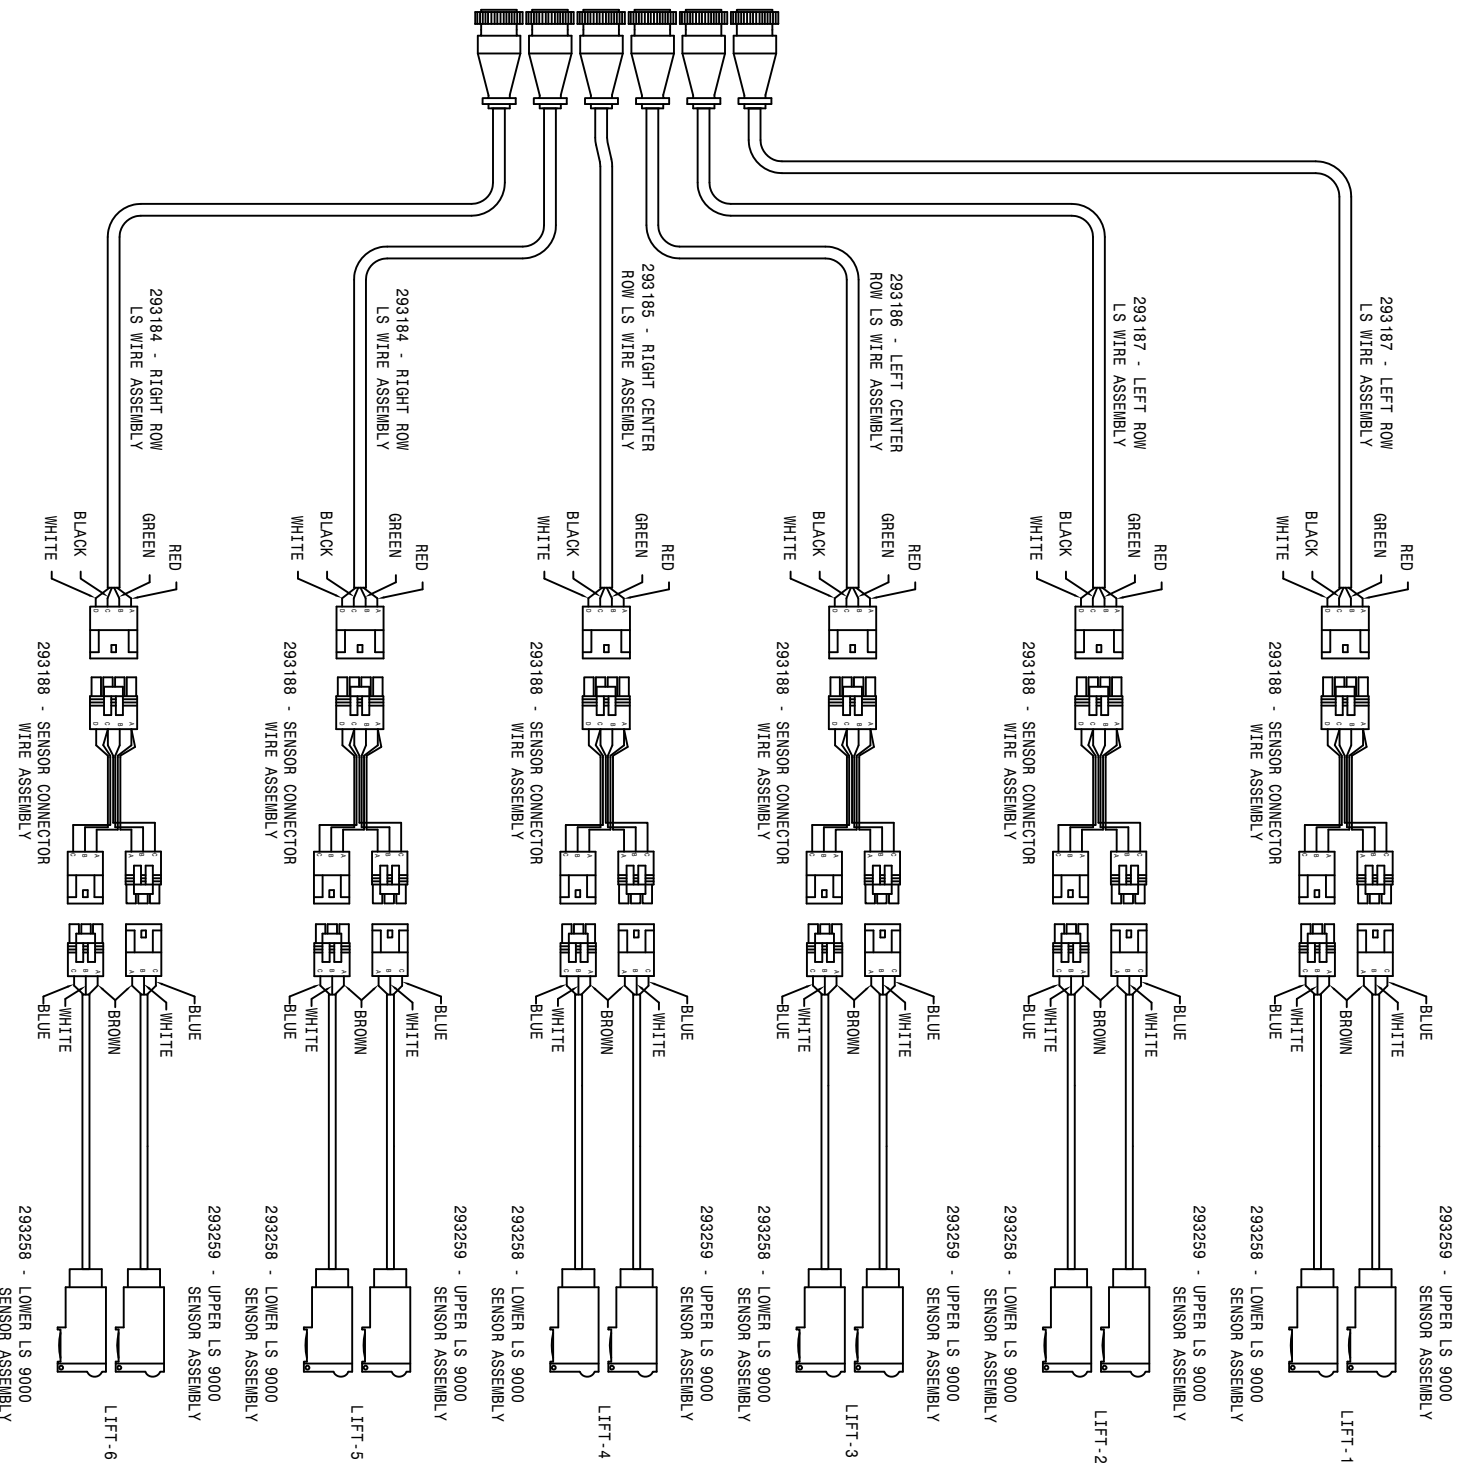 293187 - LEFT ROW
LS WIRE ASSEMBLY
RED
GREEN
BLACK
WHITE
A
B
C
D
293188 - SENSOR CONNECTOR
WIRE ASSEMBLY
A
B
C
D
C
B
A
A
B
C
C
A
A
B
C
BLUE
WHITE
BROWN
WHITE
BLUE
293259 - UPPER LS 9000
SENSOR ASSEMBLY
293258 - LOWER LS 9000
SENSOR ASSEMBLY
LIFT-1
293187 - LEFT ROW
LS WIRE ASSEMBLY
RED
GREEN
BLACK
WHITE
A
B
C
D
293188 - SENSOR CONNECTOR
WIRE ASSEMBLY
A
B
C
D
C
B
A
A
B
C
C
A
A
B
C
BLUE
WHITE
BROWN
WHITE
BLUE
293259 - UPPER LS 9000
SENSOR ASSEMBLY
293258 - LOWER LS 9000
SENSOR ASSEMBLY
LIFT-2
293186 - LEFT CENTER
ROW LS WIRE ASSEMBLY
RED
GREEN
BLACK
WHITE
A
B
C
D
293188 - SENSOR CONNECTOR
WIRE ASSEMBLY
A
B
C
D
C
B
A
A
B
C
C
A
A
B
C
BLUE
WHITE
BROWN
WHITE
BLUE
293259 - UPPER LS 9000
SENSOR ASSEMBLY
293258 - LOWER LS 9000
SENSOR ASSEMBLY
LIFT-3
293185 - RIGHT CENTER
ROW LS WIRE ASSEMBLY
RED
GREEN
BLACK
WHITE
A
B
C
D
293188 - SENSOR CONNECTOR
WIRE ASSEMBLY
A
B
C
D
C
B
A
A
B
C
C
A
A
B
C
BLUE
WHITE
BROWN
WHITE
BLUE
293259 - UPPER LS 9000
SENSOR ASSEMBLY
293258 - LOWER LS 9000
SENSOR ASSEMBLY
LIFT-4
293184 - RIGHT ROW
LS WIRE ASSEMBLY
RED
GREEN
BLACK
WHITE
A
B
C
D
293188 - SENSOR CONNECTOR
WIRE ASSEMBLY
A
B
C
D
C
B
A
A
B
C
C
A
A
B
C
BLUE
WHITE
BROWN
WHITE
BLUE
293259 - UPPER LS 9000
SENSOR ASSEMBLY
293258 - LOWER LS 9000
SENSOR ASSEMBLY
LIFT-5
293184 - RIGHT ROW
LS WIRE ASSEMBLY
RED
GREEN
BLACK
WHITE
A
B
C
D
293188 - SENSOR CONNECTOR
WIRE ASSEMBLY
A
B
C
D
C
B
A
A
B
C
C
A
A
B
C
BLUE
WHITE
BROWN
WHITE
BLUE
293259 - UPPER LS 9000
SENSOR ASSEMBLY
293258 - LOWER LS 9000
SENSOR ASSEMBLY
LIFT-6